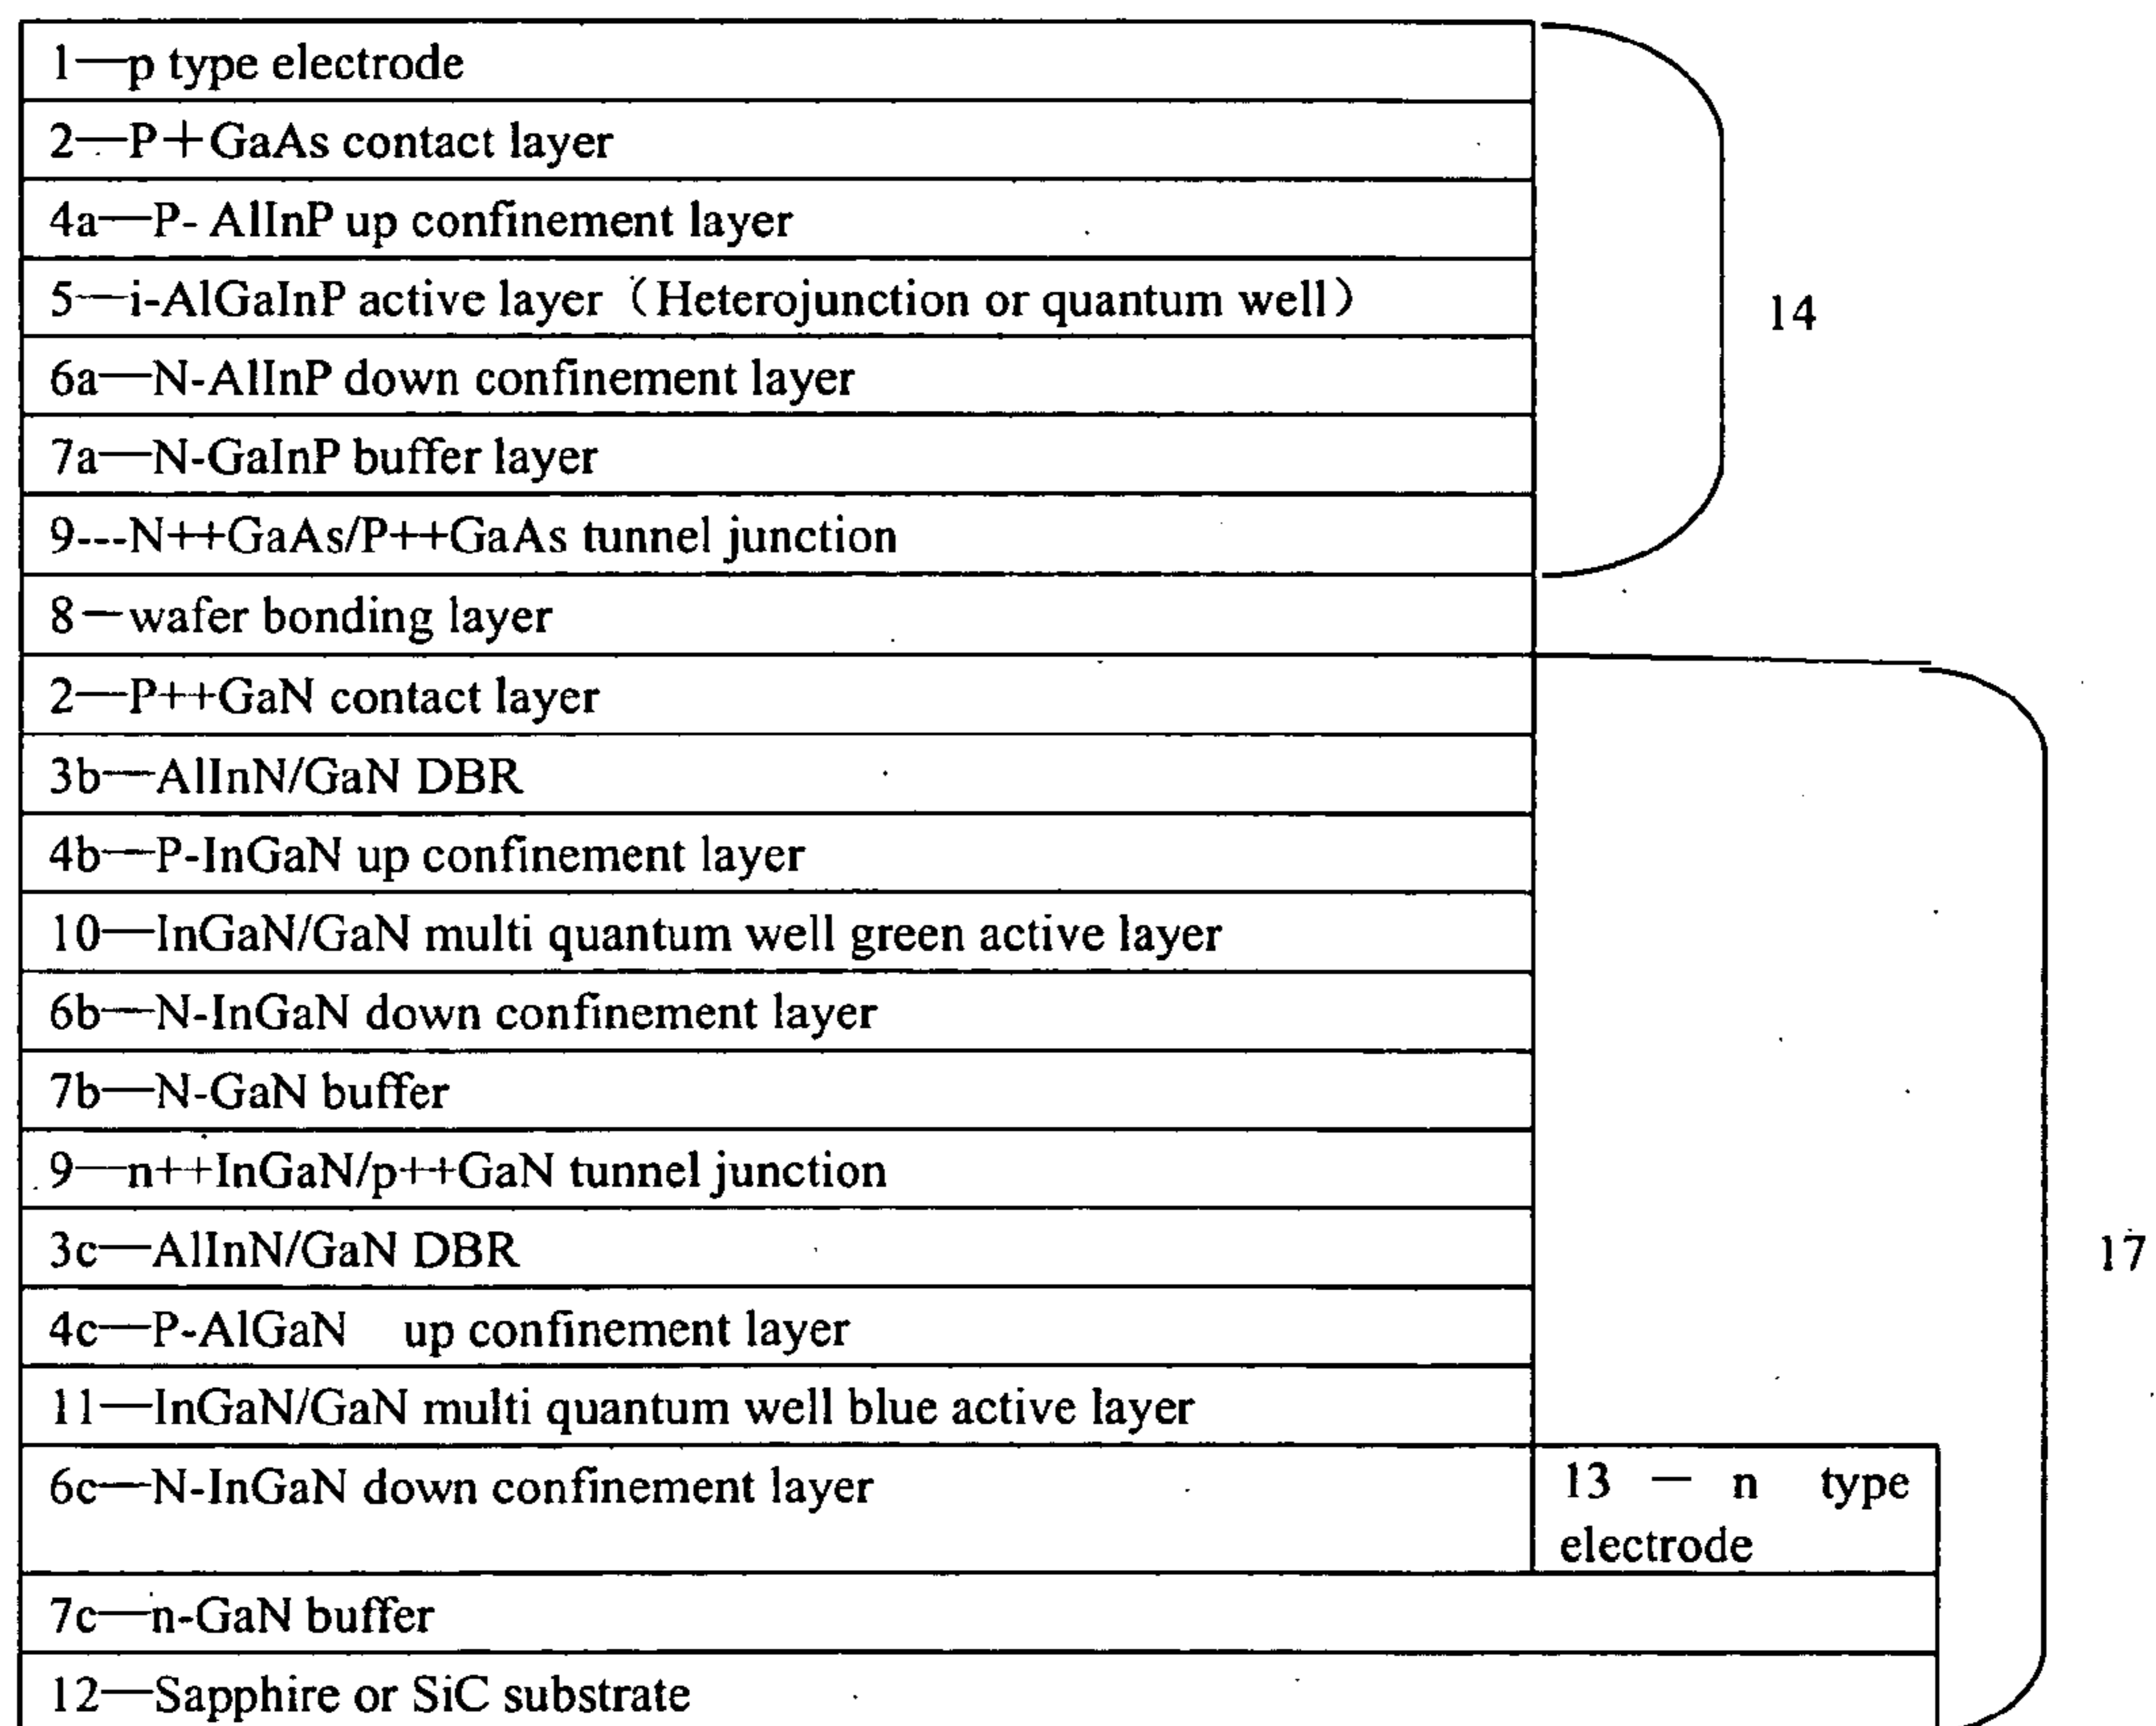 1—p type electrode
2—P+GaAs contact layer
4a—P- AlInP up confinement layer
5—i-AlGaInP active layer（Heterojunction or quantum well）
14
6a—N-AlInP down confinement layer
7a—N-GaInP buffer layer
9---N++GaAs/P++GaAs tunnel junction
8—wafer bonding layer
2—P++GaN contact layer
3b—AlInN/GaN DBR
4b—P-InGaN up confinement layer
10—InGaN/GaN multi quantum well green active layer
6b—N-InGaN down confinement layer
7b—N-GaN buffer
9—n++InGaN/p++GaN tunnel junction
3c—AlInN/GaN DBR
17
4c—P-AlGaN up confinement layer
11—InGaN/GaN multi quantum well blue active layer
6c—N-InGaN down confinement layer
13 — n type
electrode
7c—n-GaN buffer
12—Sapphire or SiC substrate